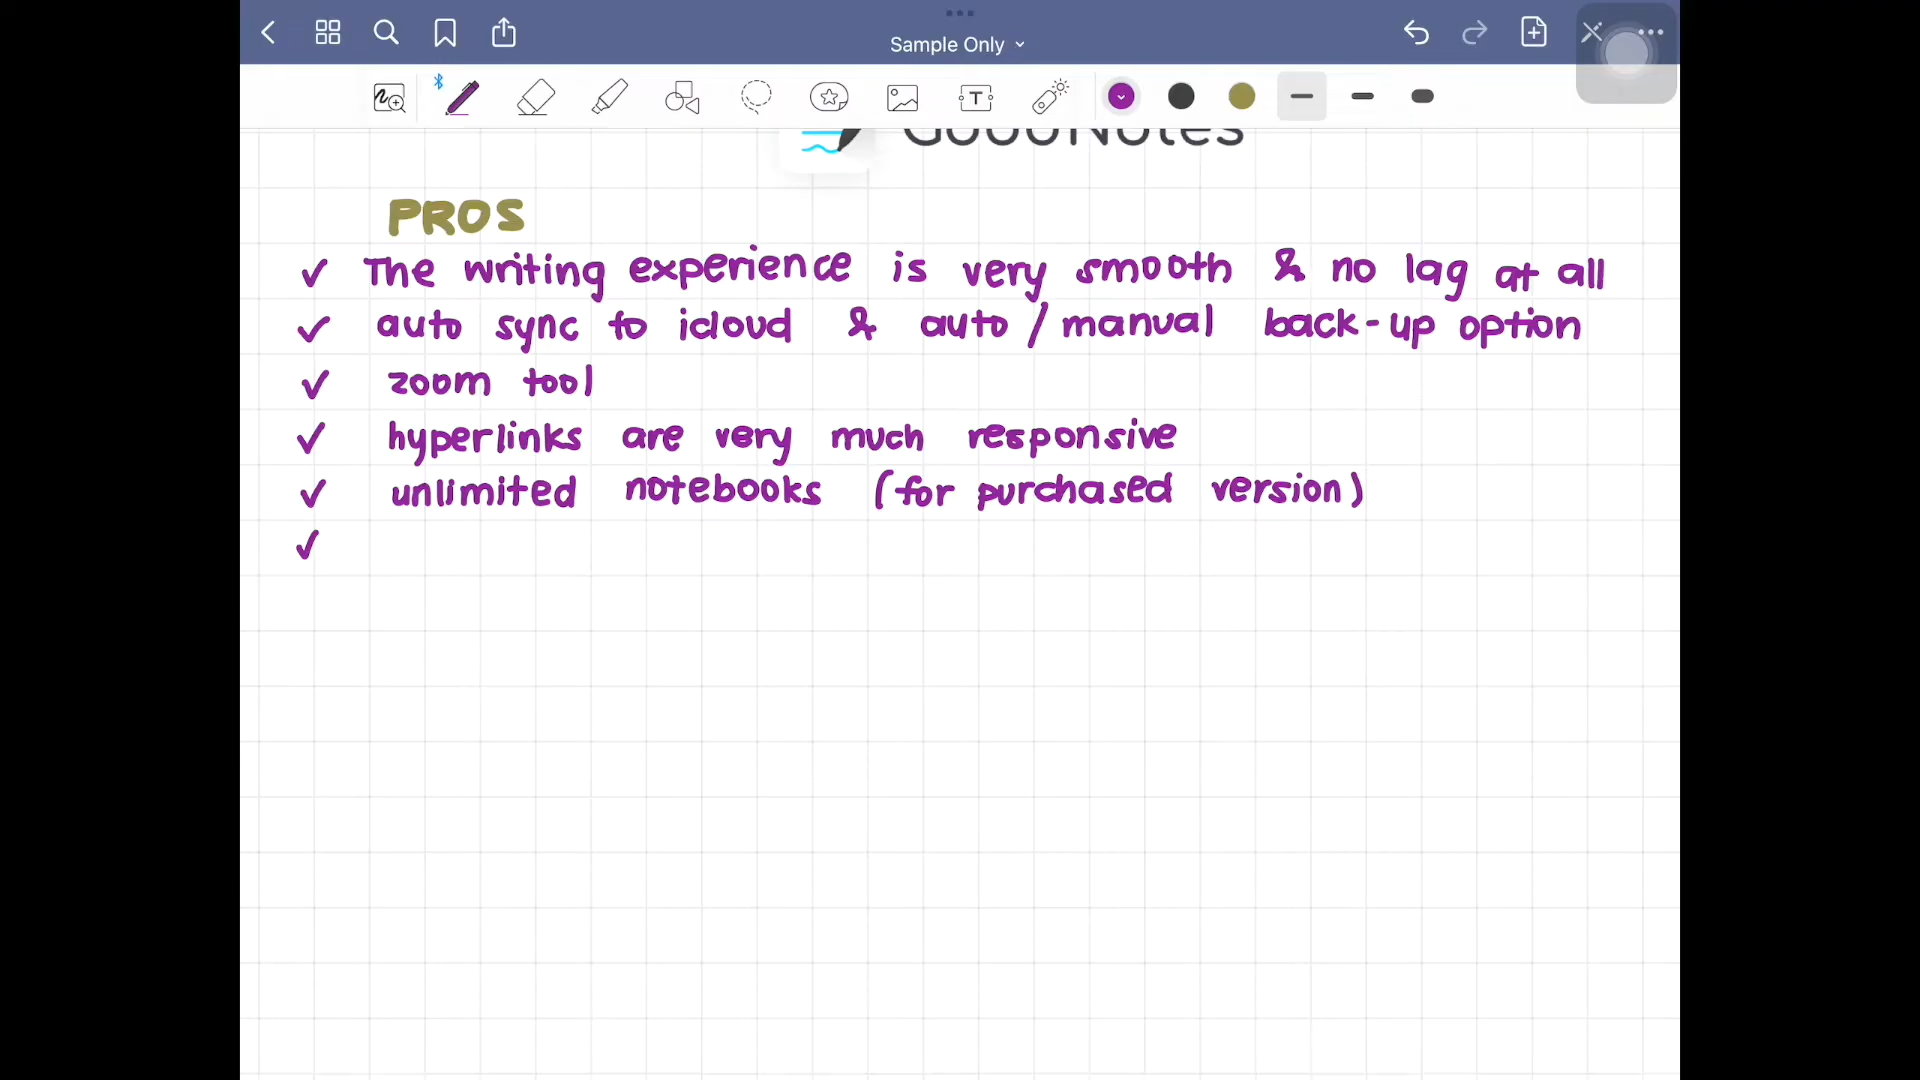 Sample Only
GoodNotes
PROS
✓ The writing experience is very smooth & no lag at all
✓ auto sync to icloud & auto / manual back-up option
✓ zoom tool
✓ hyperlinks are very much responsive
✓ unlimited notebooks (for purchased version)
✓